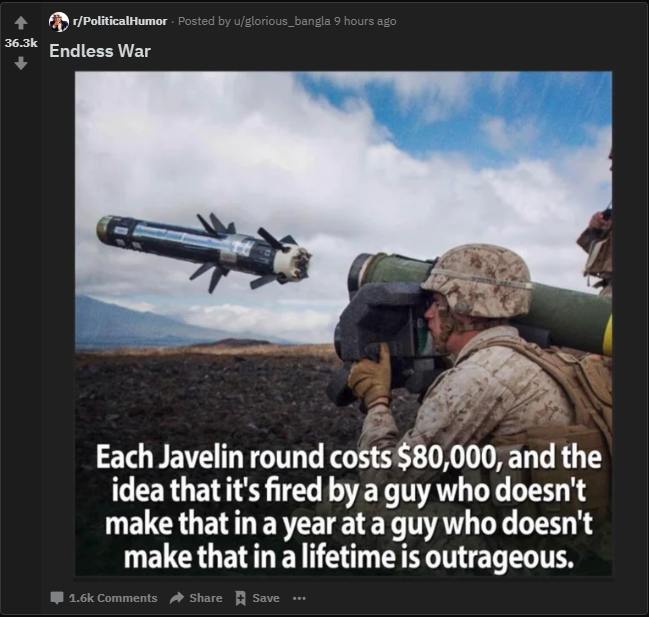 r/PoliticalHumor · Posted by u/glorious_bangla 9 hours ago
36.3k
Endless War
Each Javelin round costs $80,000, and the
idea that it's fired by a guy who doesn't
make that in a year at a guy who doesn't
make that in a lifetime is outrageous.
1.6k Comments Share Save ···